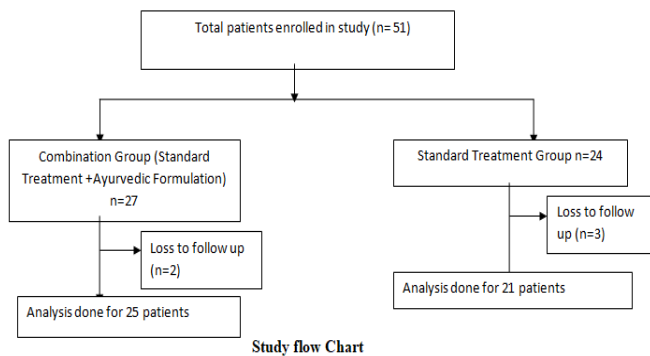 Total patients enrolled in study (n= 51)
Combination Group (Standard
Treatment +Ayurvedic Formulation)
n=27
Standard Treatment Group n=24
Loss to follow up
(n=2)
Loss to follow
up (n=3)
Analysis done for 25 patients
Analysis done for 21 patients
Study flow Chart